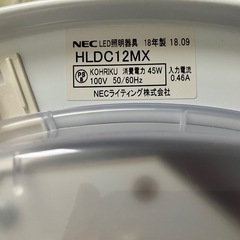 NEC LED照明器具 18年製 18.09
HLDC12MX
PS E KOHRIKU 消費電力 45W 入力電流
100V 50/60Hz 0.46A
NECライティング株式会社